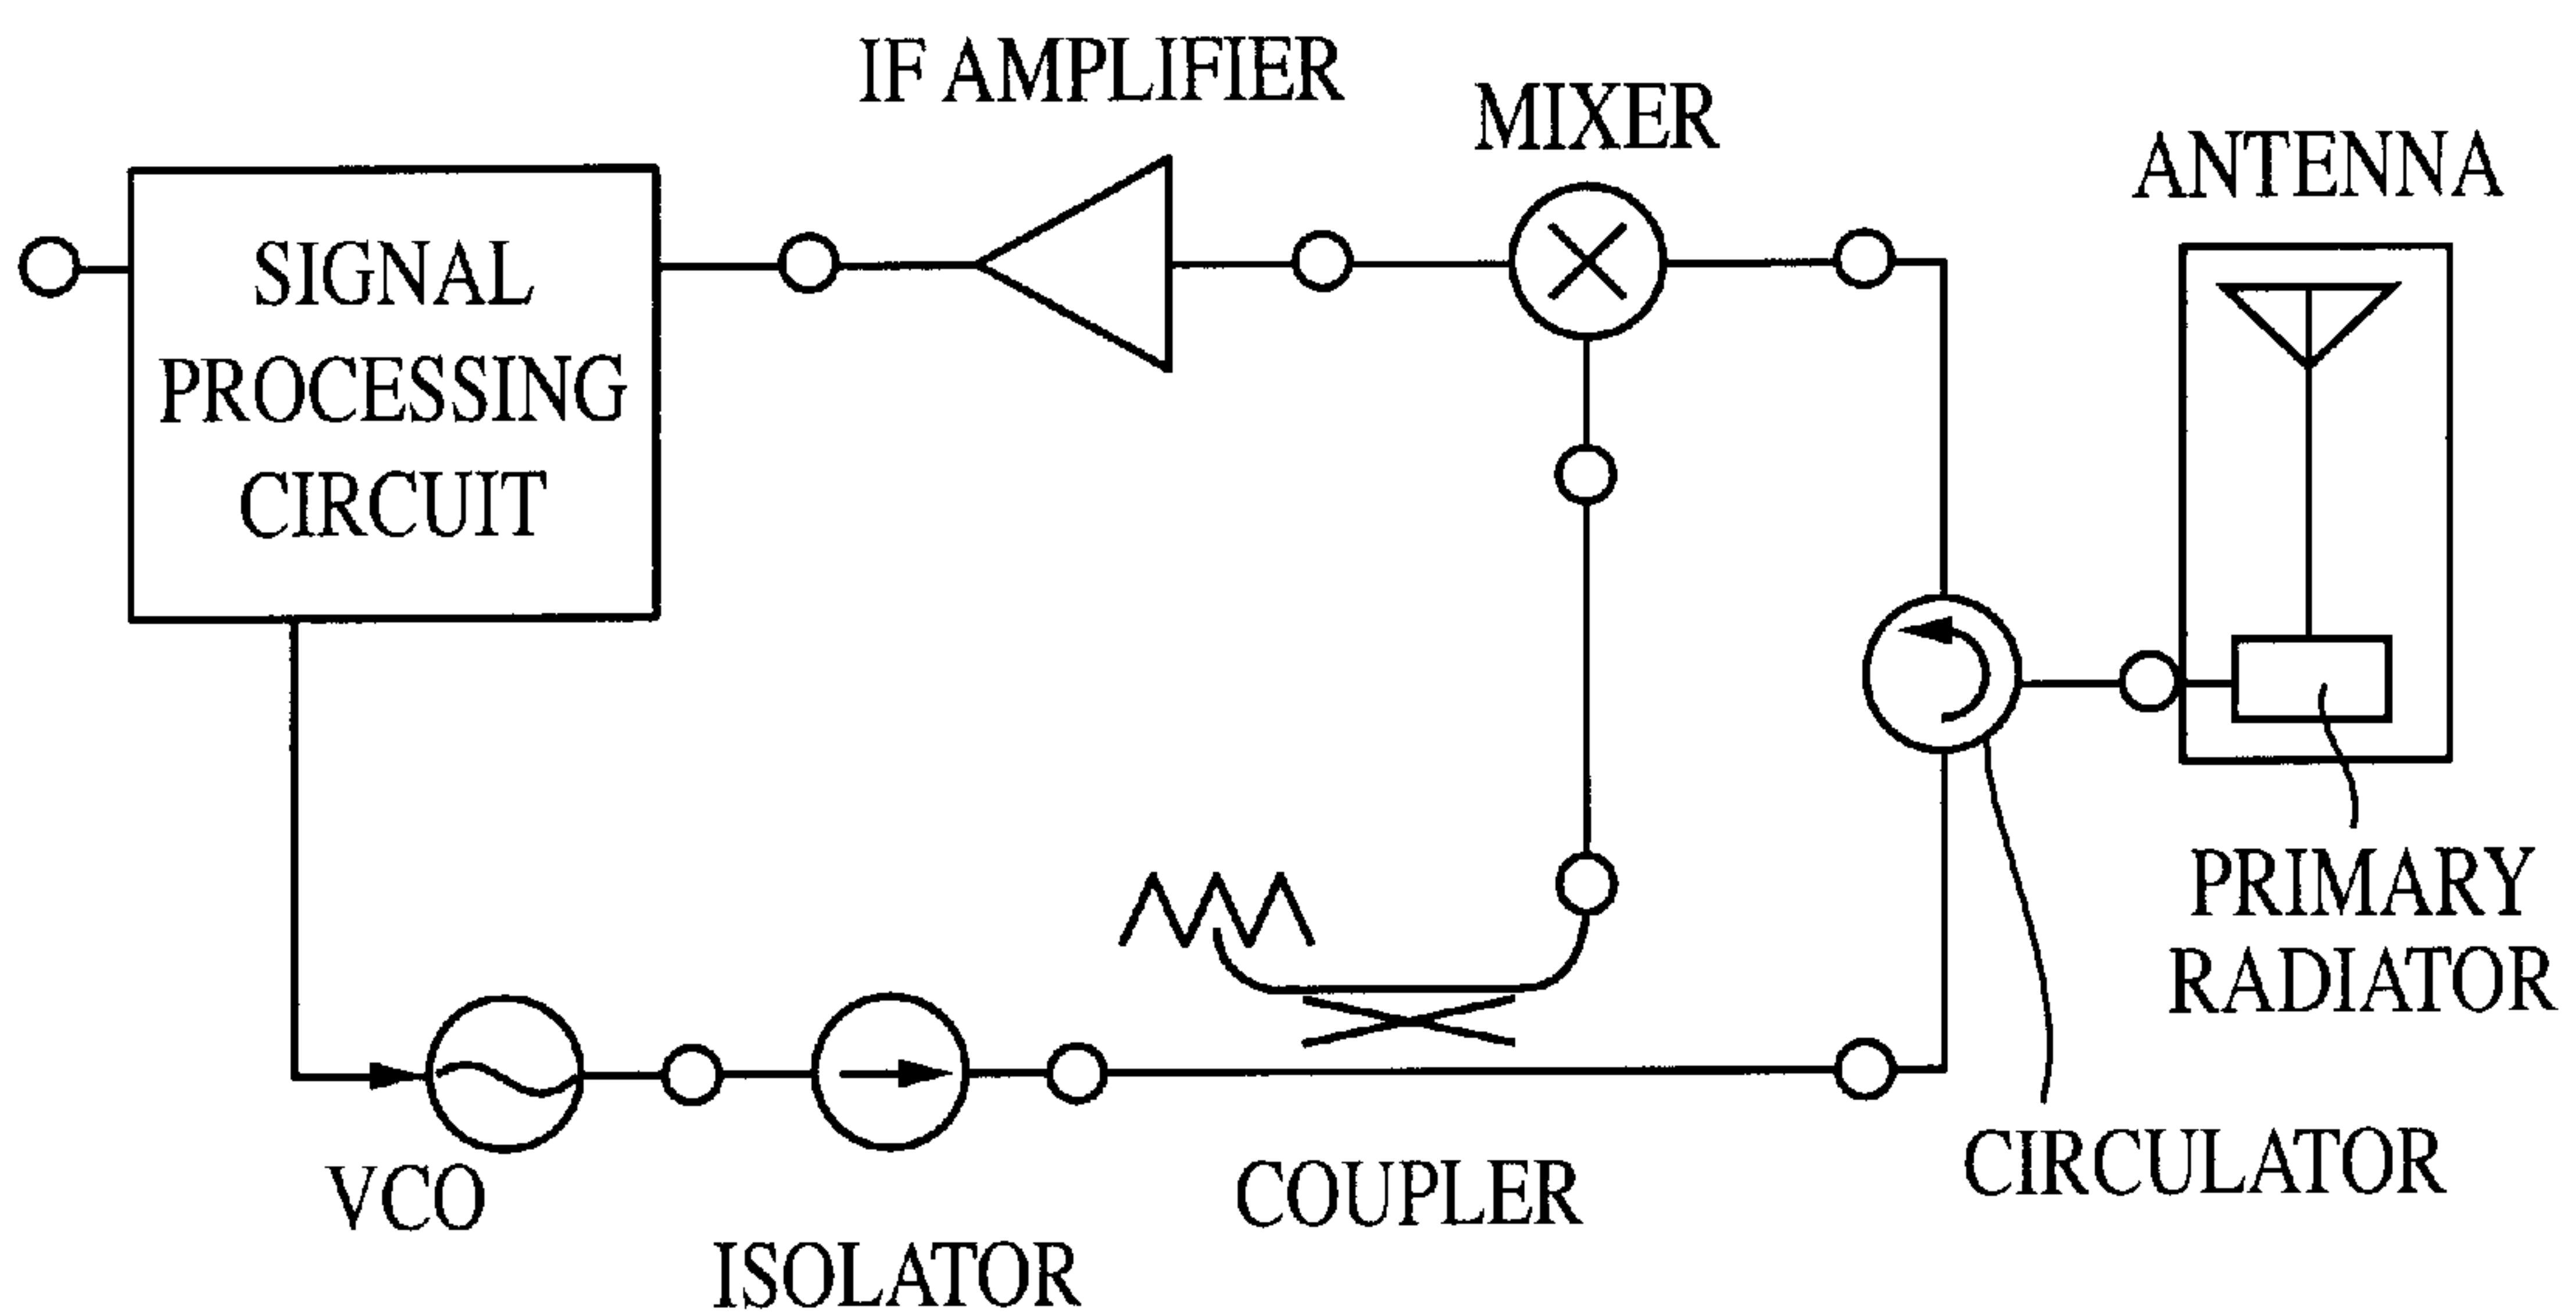 IF AMPLIFIER
MIXER
ANTENNA
SIGNAL
PROCESSING
CIRCUIT
PRIMARY
RADIATOR
CIRCULATOR
COUPLER
VCO
ISOLATOR